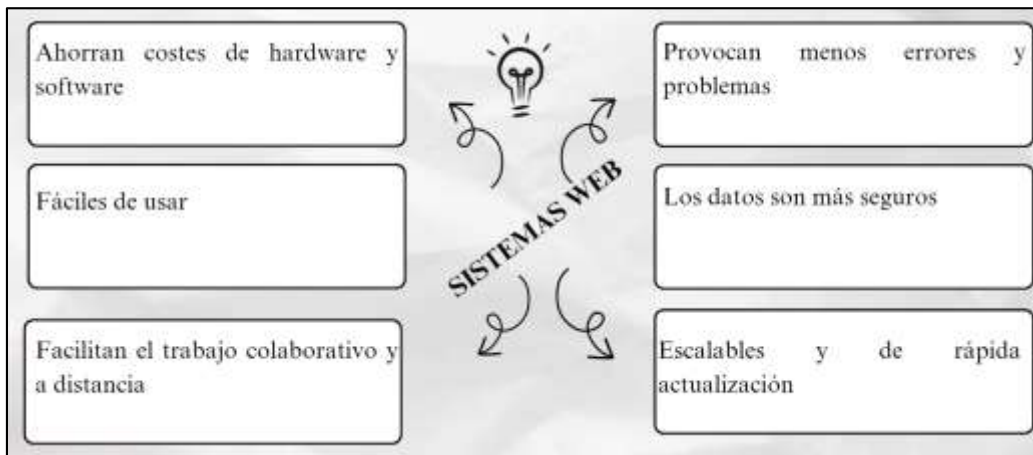 Ahorran costes de hardware y
software
Fáciles de usar
Facilitan el trabajo colaborativo y
a distancia
SISTEMAS WEB
Provocan menos errores y
problemas
Los datos son más seguros
Escalables y de rápida
actualización